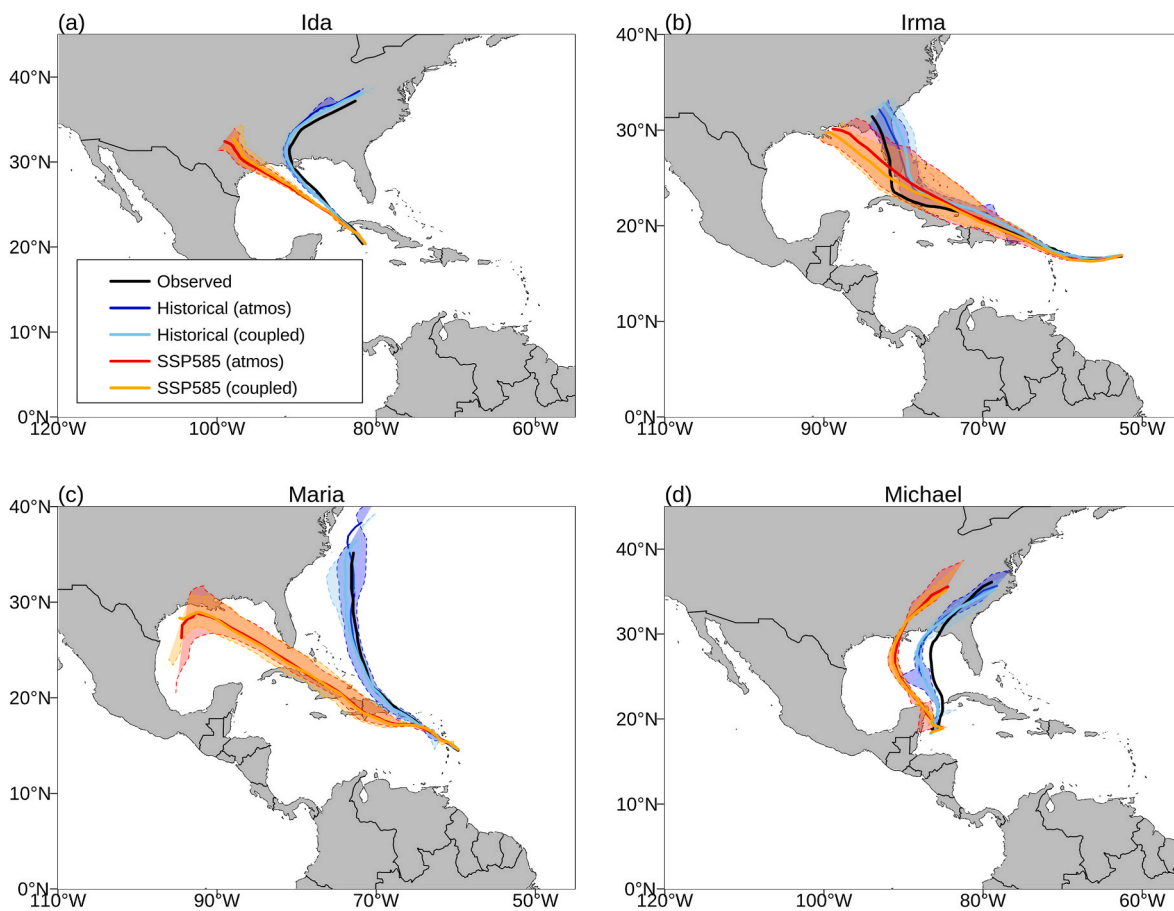 (a) Ida
40°N
30°N
20°N
10°N
0°N
120°W 100°W 80°W 60°W
Observed
Historical (atmos)
Historical (coupled)
SSP585 (atmos)
SSP585 (coupled)
(b) Irma
40°N
30°N
20°N
10°N
0°N
110°W 90°W 70°W 50°W
(c) Maria
40°N
30°N
20°N
10°N
0°N
110°W 90°W 70°W 50°W
(d) Michael
40°N
30°N
20°N
10°N
0°N
120°W 100°W 80°W 60°W